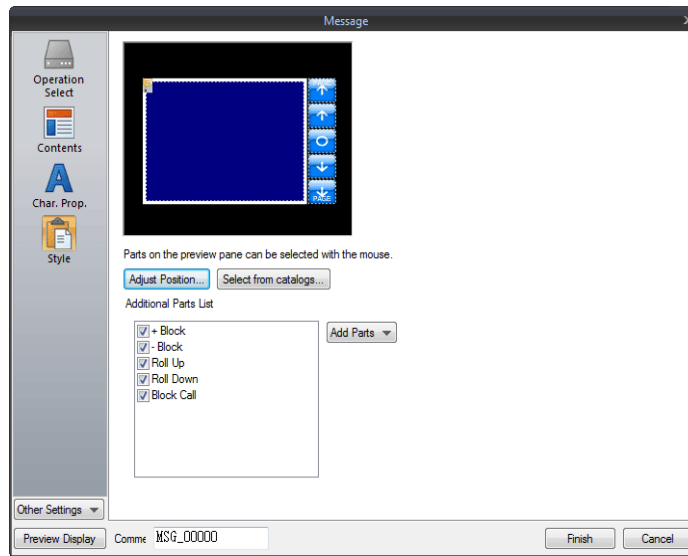 Message
Operation
Select
Contents
Char. Prop.
Style
PAGE
Parts on the preview pane can be selected with the mouse.
Adjust Position... Select from catalogs...
Additional Parts List
+ Block
- Block
Roll Up
Roll Down
Block Call
Add Parts
Other Settings
Preview Display Comme MSG_00000 Finish Cancel